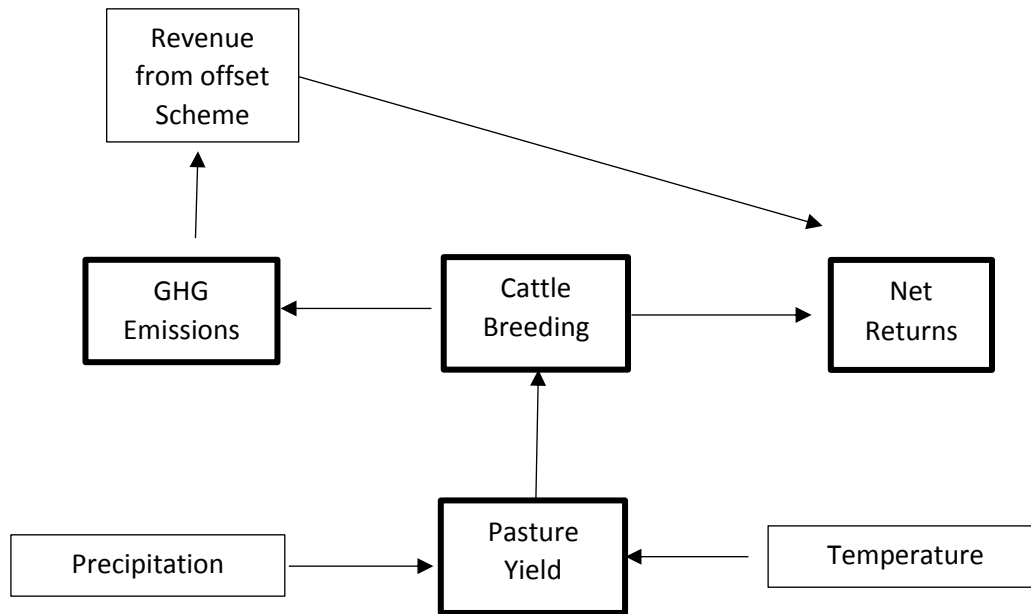 Revenue
from offset
Scheme
GHG
Emissions
Cattle
Breeding
Net
Returns
Precipitation
Pasture
Yield
Temperature